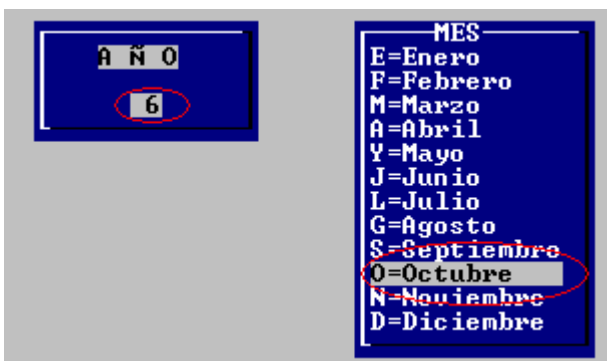 A Ñ O
6
MES
E=Enero
F=Febrero
M=Marzo
A=Abril
Y=Mayo
J=Junio
L=Julio
G=Agosto
S=Septiembre
O=Octubre
N=Noviembre
D=Diciembre